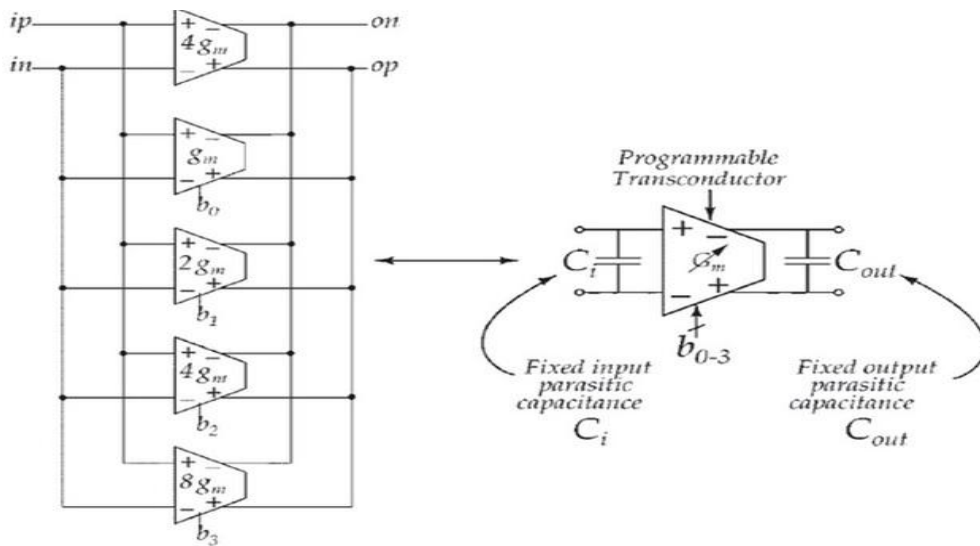 ip
on
+ −
4gm
in
− +
op
+ −
gm
− +
b0
+ −
2gm
− +
b1
+ −
4gm
− +
b2
+ −
8gm
− +
b3
Programmable
Transconductor
+ −
Ci
Gm
Cout
− +
b0-3
Fixed input
parasitic
capacitance
Ci
Fixed output
parasitic
capacitance
Cout